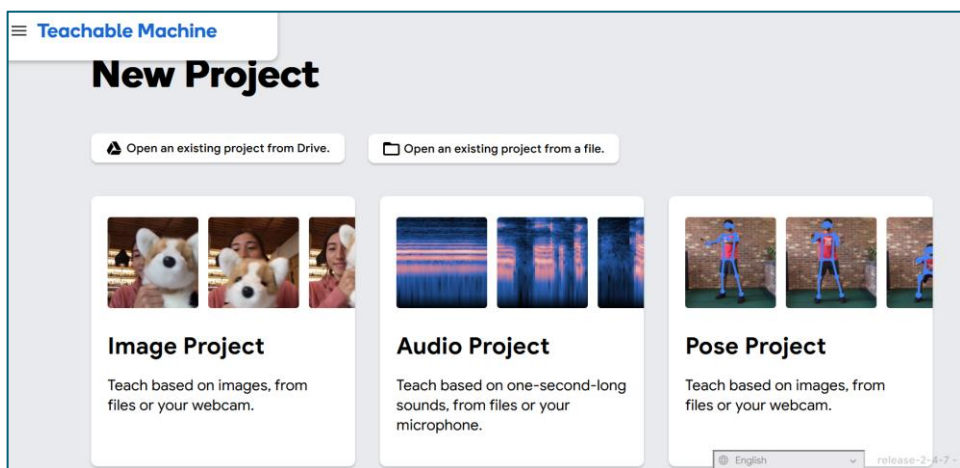 Teachable Machine
New Project
Open an existing project from Drive.
Open an existing project from a file.
Image Project
Teach based on images, from
files or your webcam.
Audio Project
Teach based on one-second-long
sounds, from files or your
microphone.
Pose Project
Teach based on images, from
files or your webcam.
English
release-2-4-7 -